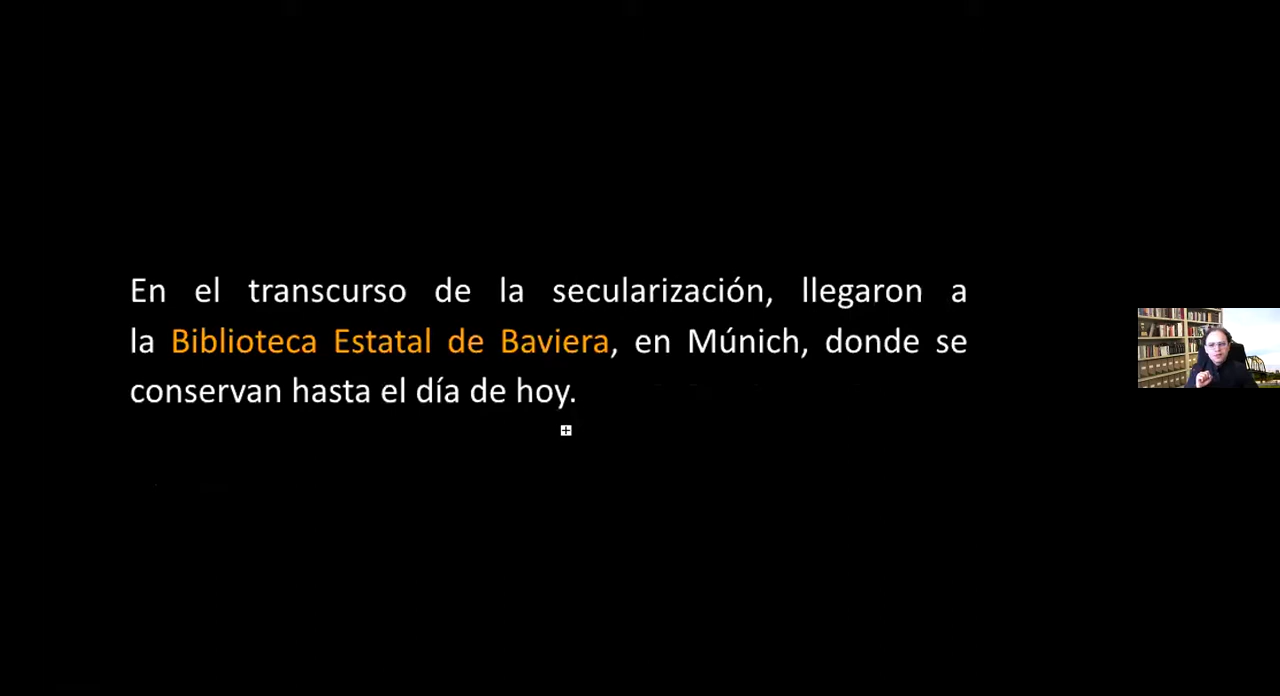 En el transcurso de la secularización, llegaron a
la Biblioteca Estatal de Baviera, en Múnich, donde se
conservan hasta el día de hoy.